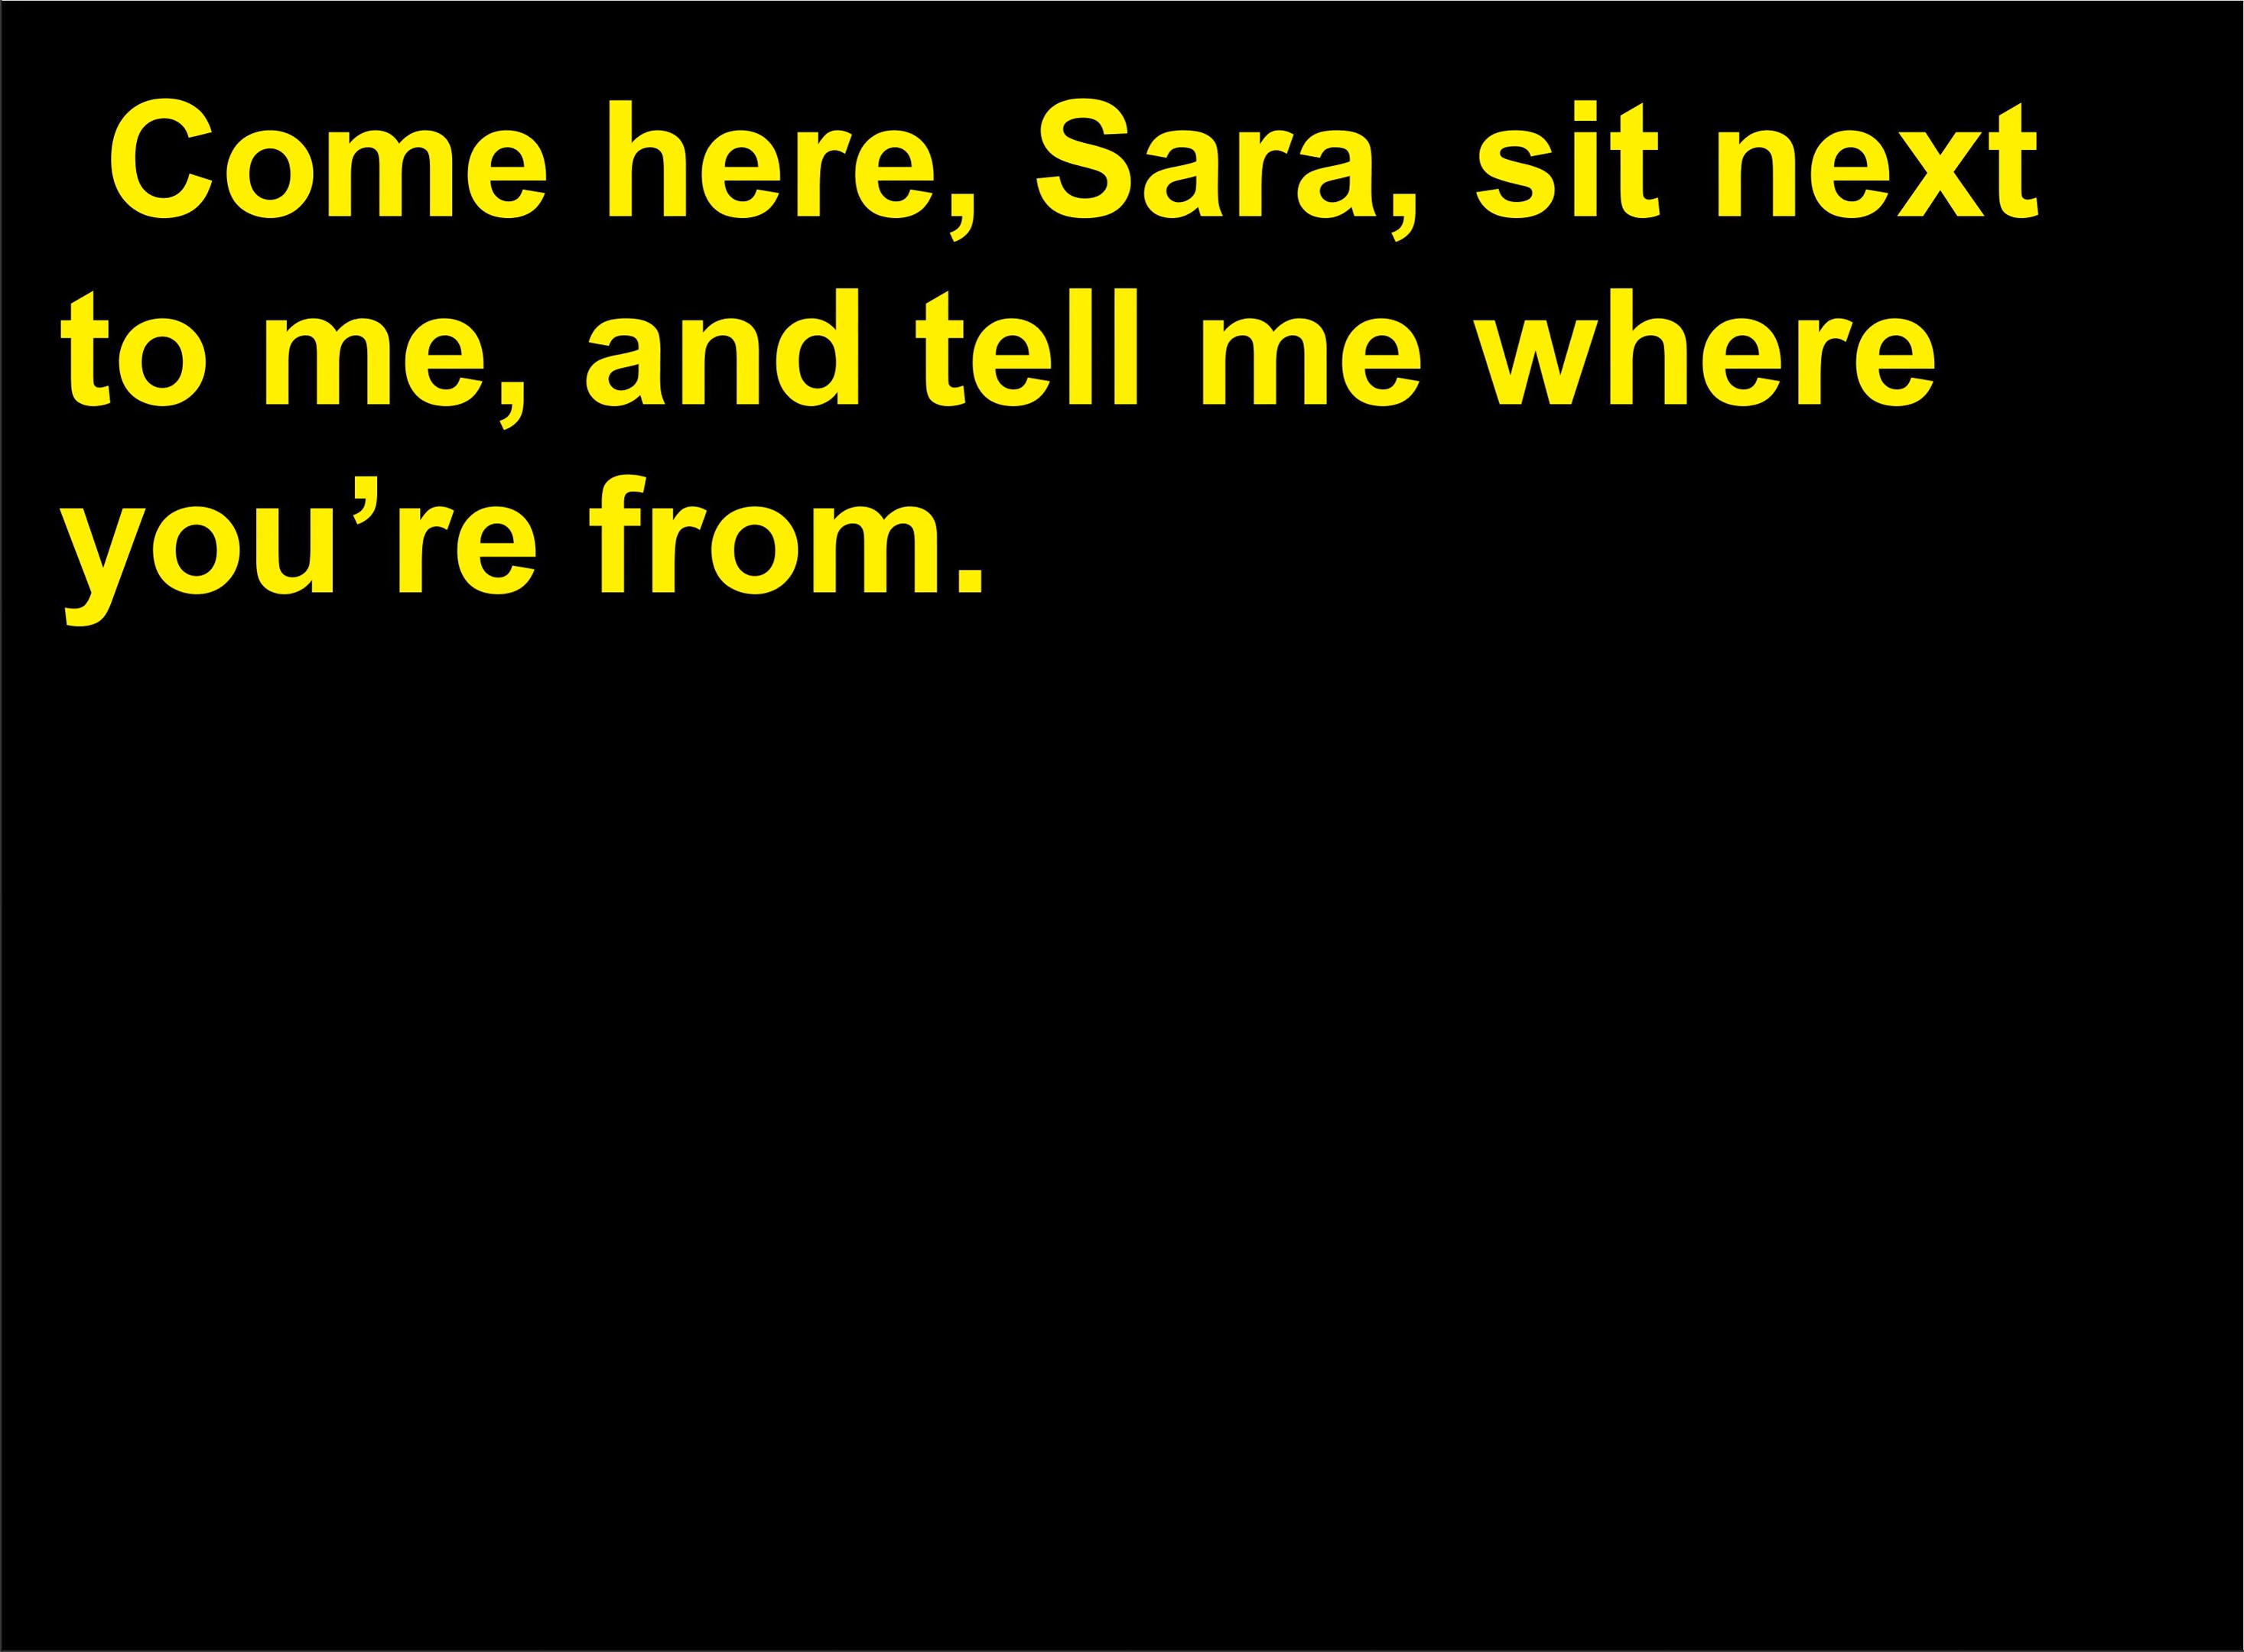 Come here, Sara, sit next
to me, and tell me where
you’re from.